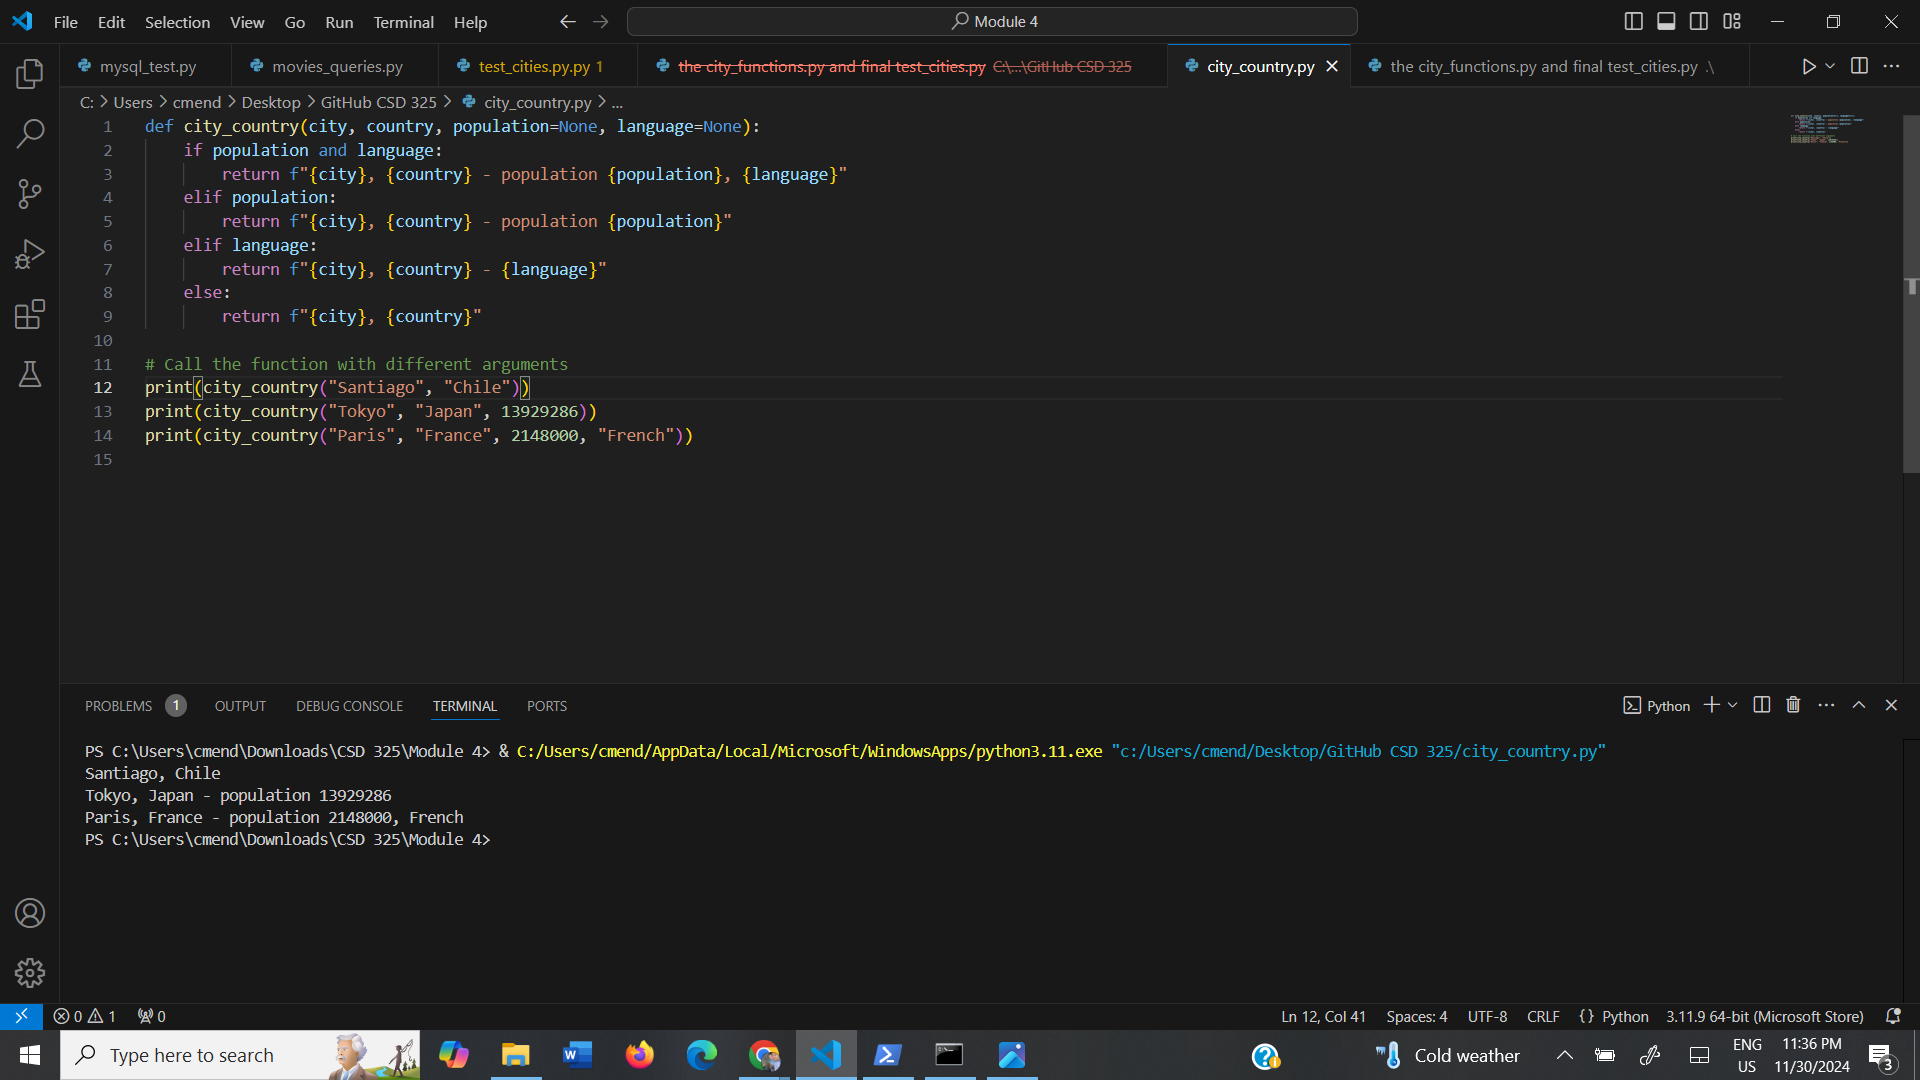 File Edit Selection View Go Run Terminal Help Module 4
mysql_test.py movies_queries.py test_cities.py.py 1 the city_functions.py and final test_cities.py C:\...\GitHub CSD 325 city_country.py the city_functions.py and final test_cities.py .\
C: > Users > cmend > Desktop > GitHub CSD 325 > city_country.py > ...
1 def city_country(city, country, population=None, language=None):
2 if population and language:
3 return f"{city}, {country} - population {population}, {language}"
4 elif population:
5 return f"{city}, {country} - population {population}"
6 elif language:
7 return f"{city}, {country} - {language}"
8 else:
9 return f"{city}, {country}"
10
11 # Call the function with different arguments
12 print(city_country("Santiago", "Chile"))
13 print(city_country("Tokyo", "Japan", 13929286))
14 print(city_country("Paris", "France", 2148000, "French"))
15
PROBLEMS 1 OUTPUT DEBUG CONSOLE TERMINAL PORTS Python
PS C:\Users\cmend\Downloads\CSD 325\Module 4> & C:/Users/cmend/AppData/Local/Microsoft/WindowsApps/python3.11.exe "c:/Users/cmend/Desktop/GitHub CSD 325/city_country.py"
Santiago, Chile
Tokyo, Japan - population 13929286
Paris, France - population 2148000, French
PS C:\Users\cmend\Downloads\CSD 325\Module 4>
0 1 0 Ln 12, Col 41 Spaces: 4 UTF-8 CRLF {} Python 3.11.9 64-bit (Microsoft Store)
Type here to search Cold weather ENG US 11:36 PM 11/30/2024 3